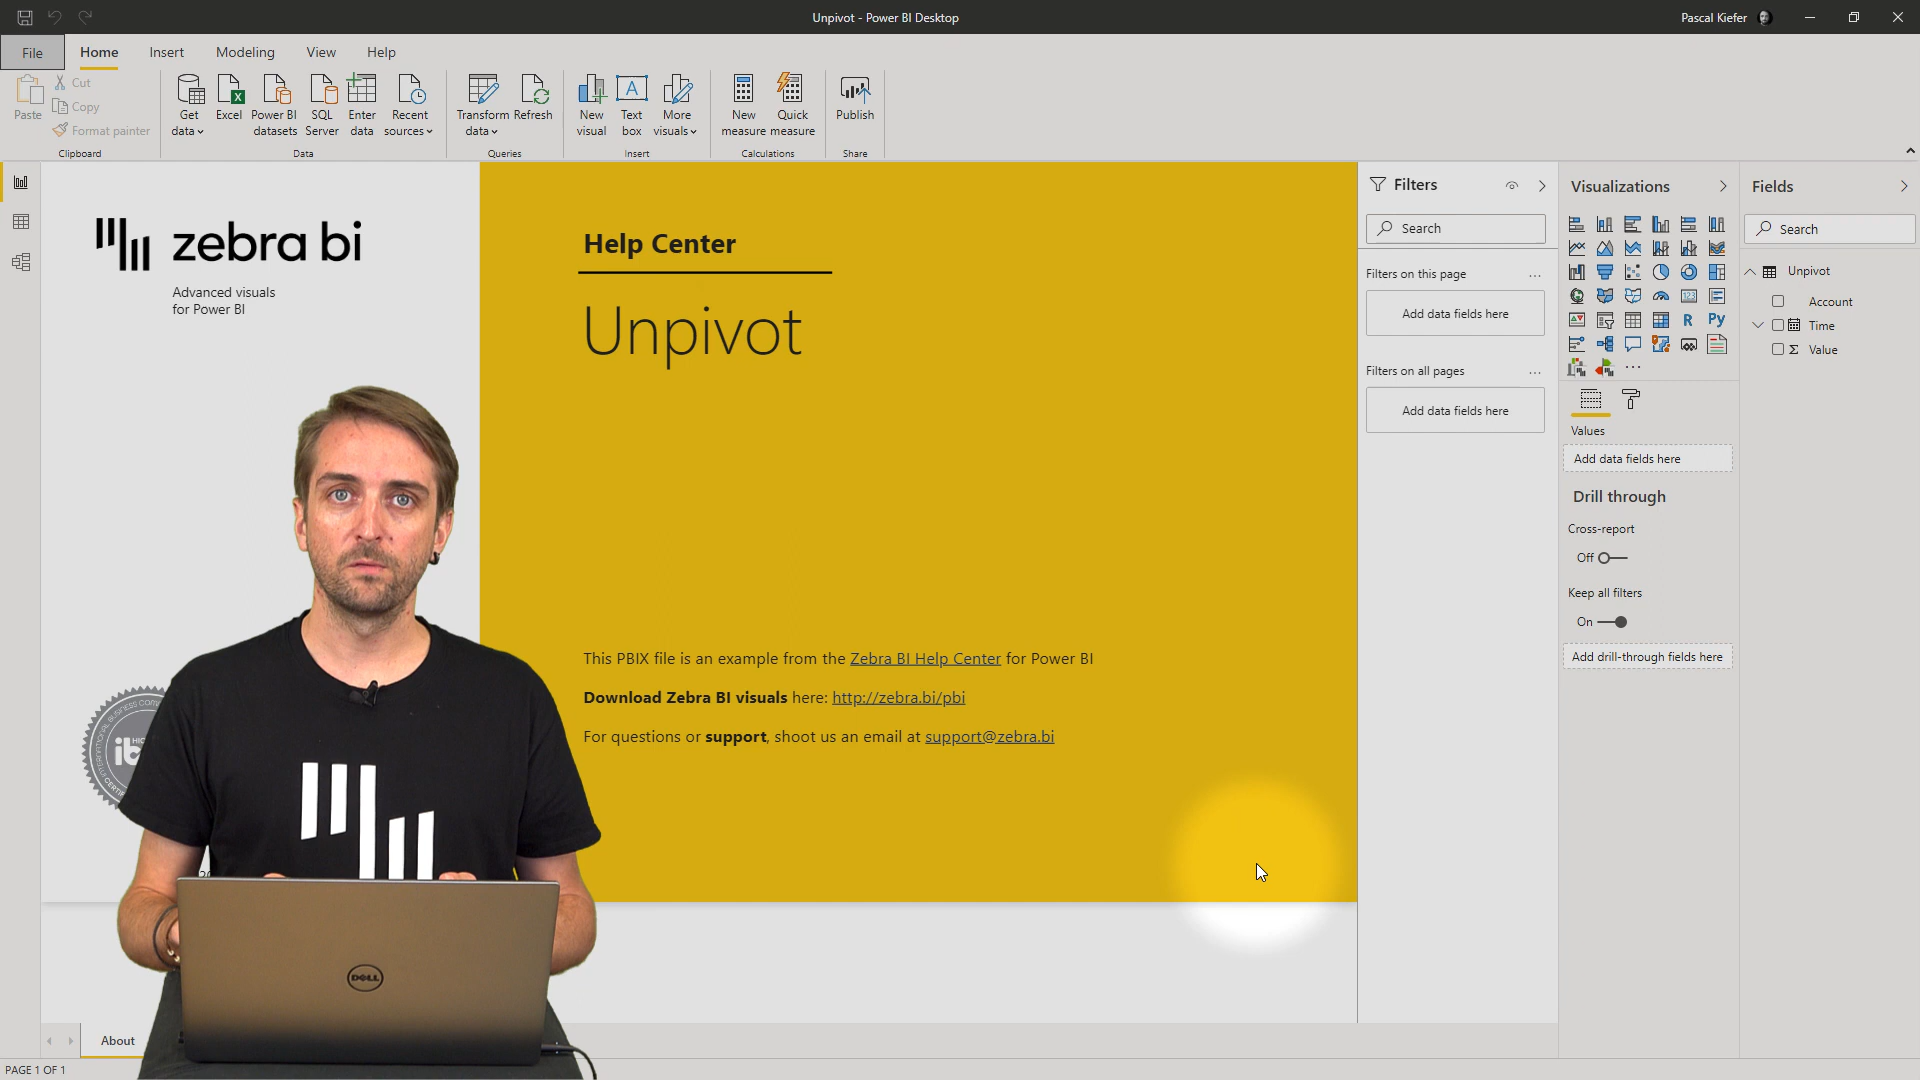 Unpivot - Power BI Desktop
Pascal Kiefer
File
Home
Insert
Modeling
View
Help
Paste
Cut
Copy
Format painter
Clipboard
Get data
Excel
Power BI datasets
SQL Server
Enter data
Recent sources
Data
Transform data
Refresh
Queries
New visual
Text box
More visuals
Insert
New measure
Quick measure
Calculations
Publish
Share
zebra bi
Advanced visuals
for Power BI
Help Center
Unpivot
This PBIX file is an example from the Zebra BI Help Center for Power BI
Download Zebra BI visuals here: http://zebra.bi/pbi
For questions or support, shoot us an email at support@zebra.bi
DELL
Filters
Search
Filters on this page
...
Add data fields here
Filters on all pages
...
Add data fields here
Visualizations
123
R
Py
...
Values
Add data fields here
Drill through
Cross-report
Off
Keep all filters
On
Add drill-through fields here
Fields
Search
Unpivot
Account
Time
Σ Value
About
PAGE 1 OF 1